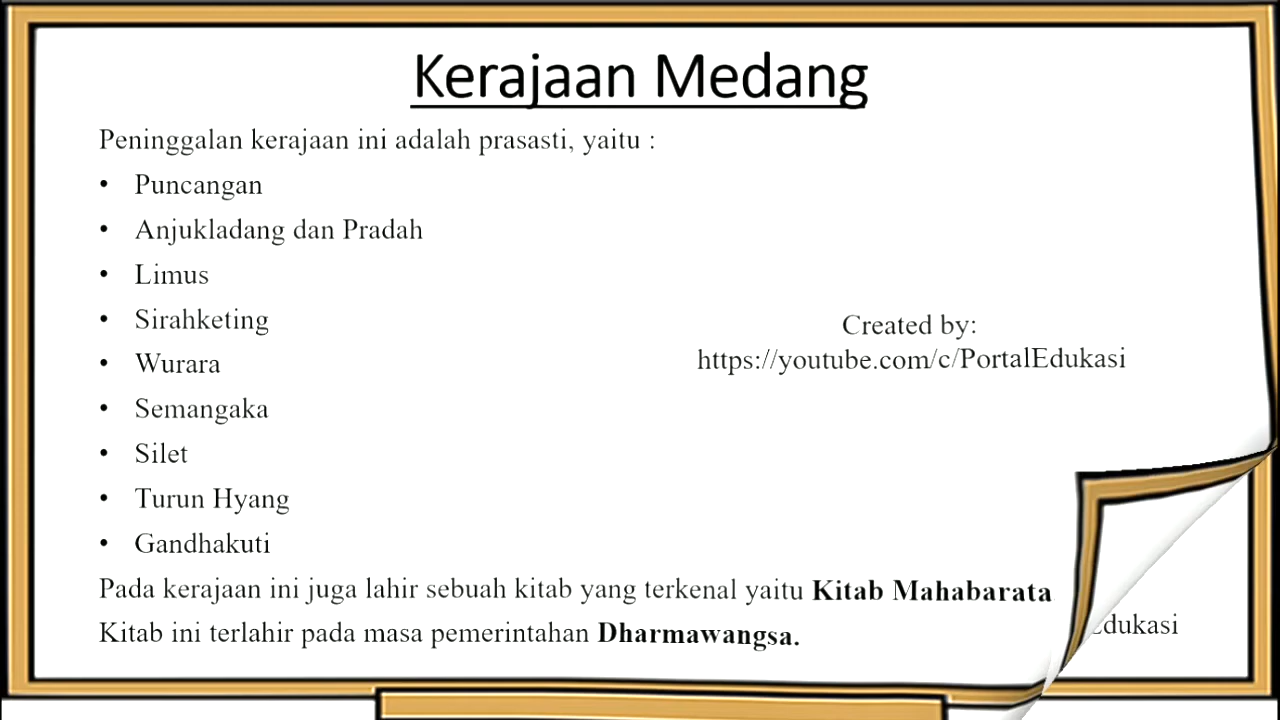 Kerajaan Medang
Peninggalan kerajaan ini adalah prasasti, yaitu :
• Puncangan
• Anjukladang dan Pradah
• Limus
• Sirahketing
• Wurara
• Semangaka
• Silet
• Turun Hyang
• Gandhakuti
Created by:
https://youtube.com/c/PortalEdukasi
Pada kerajaan ini juga lahir sebuah kitab yang terkenal yaitu Kitab Mahabarata
Kitab ini terlahir pada masa pemerintahan Dharmawangsa.
Edukasi